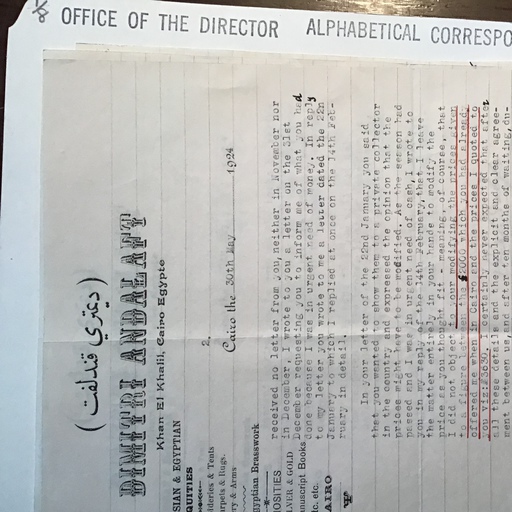 (ديمتري قندلفت)
DIMITRI ANDALAFT
Khan El Khalil, Cairo Egypte
SIAN & EGYPTIAN
QUITIES
oideries & Tents
arpets & Rugs.
ery & Arms
gyptian Brasswork
IOSITIES
LVER & GOLD
anuscript Books
tc. etc.
AIRO
2.
Cairo the 30th May 1924
received no letter from you, neither in November nor
in December, I wrote to you a letter on the 31st
December requesting you to inform me of what you had
done because I was in urgent need of money. In reply
to my letter you wrote to me a letter dated the 22n
January to which I replied at once on the 14th Feb-
ruary in detail.
In your letter of the 22nd January you said
that you wanted to show them to a private collector
in the country and expressed the opinion that the
prices might have to be modified. As the season had
passed and I was in urgent need of cash, I wrote to
you in my reply of the 14th February, that I leave
the matter entirely in your hands to modify the
price as you thought fit - meaning, of course, that
I did not object to your modifying the prices given
to a figure between the £2000 which you had already
offered me when in Cairo and the prices I quoted to
you viz:£3630. I certainly never expected that after
all these details and the explicit and clear agree-
ment between us, and after ten months of waiting, du-
OFFICE OF THE DIRECTOR ALPHABETICAL CORRESPO